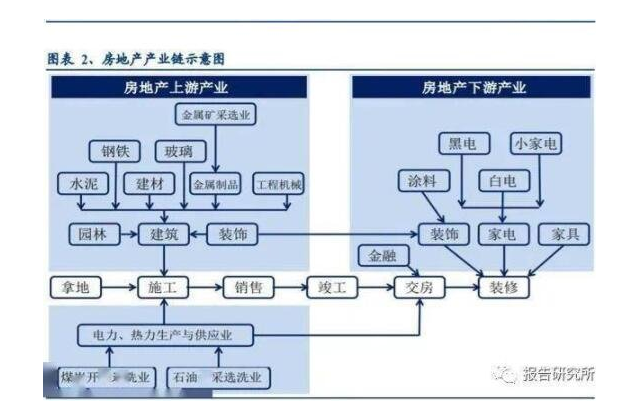 图表 2、房地产产业链示意图
房地产上游产业
房地产下游产业
金属矿采选业
钢铁
玻璃
黑电
小家电
水泥
建材
金属制品
工程机械
涂料
白电
园林
建筑
装饰
装饰
家电
家具
金融
拿地
施工
销售
竣工
交房
装修
电力、热力生产与供应业
煤炭开 洗业
石油 采选洗业
报告研究所